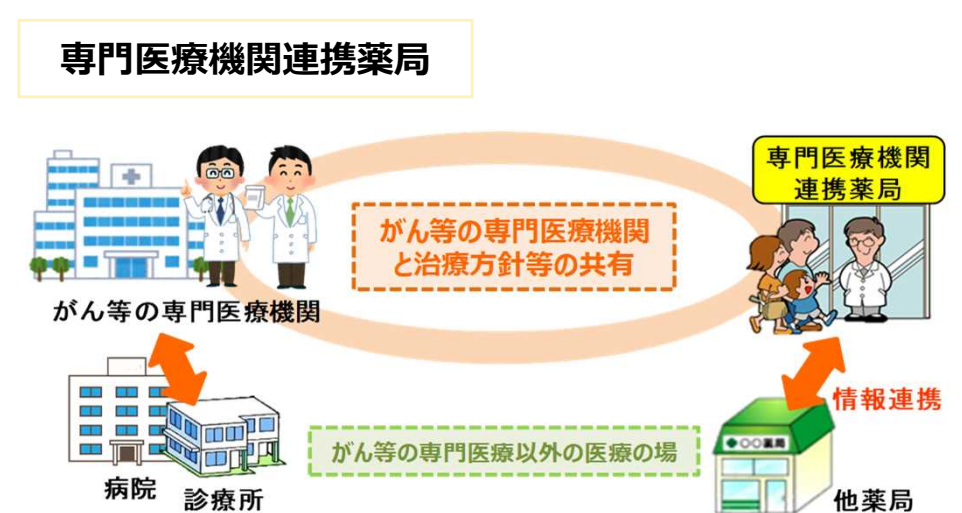 専門医療機関連携薬局
専門医療機関
連携薬局
がん等の専門医療機関
と治療方針等の共有
がん等の専門医療機関
情報連携
〇〇薬局
がん等の専門医療以外の医療の場
病院
診療所
他薬局